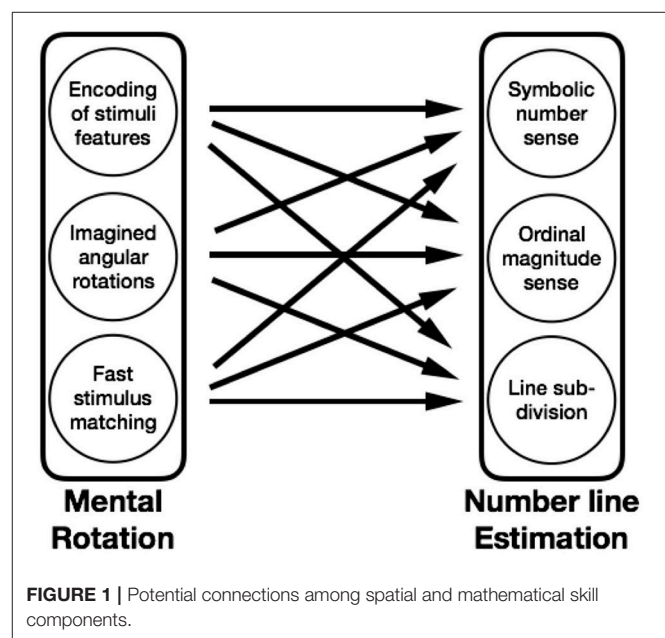 Encoding
of stimuli
features
Imagined
angular
rotations
Fast
stimulus
matching
Mental
Rotation
Symbolic
number
sense
Ordinal
magnitude
sense
Line sub-
division
Number line
Estimation
FIGURE 1 | Potential connections among spatial and mathematical skill
components.